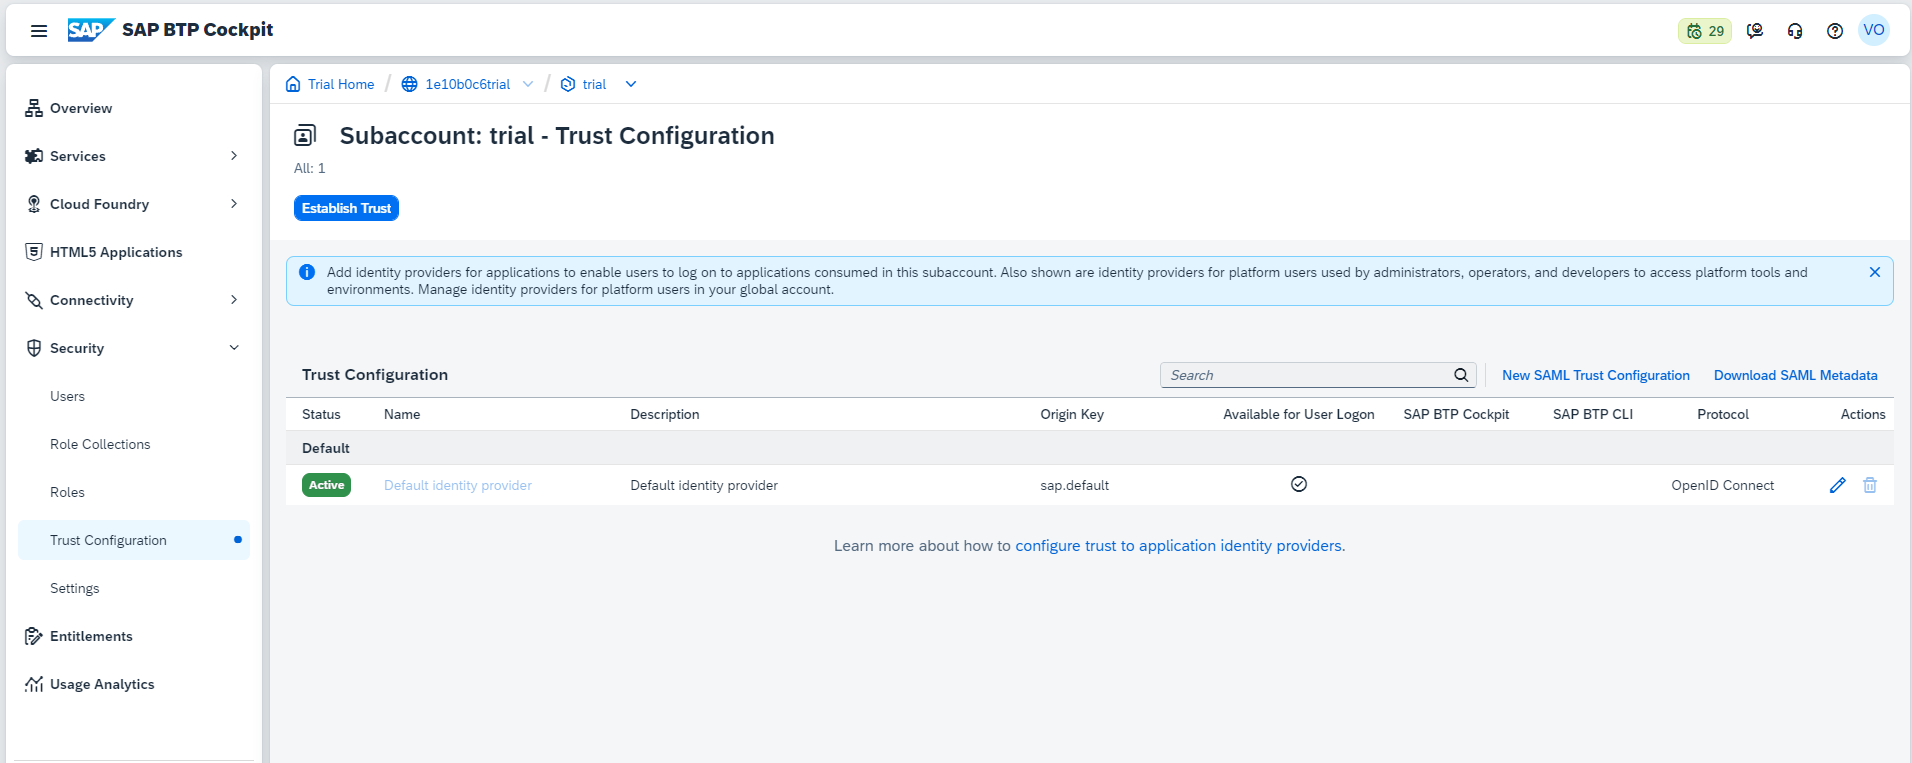 SAP SAP BTP Cockpit
29
VO
Overview
Services
Cloud Foundry
HTML5 Applications
Connectivity
Security
Users
Role Collections
Roles
Trust Configuration
Settings
Entitlements
Usage Analytics
Trial Home / 1e10b0c6trial / trial
Subaccount: trial - Trust Configuration
All: 1
Establish Trust
Add identity providers for applications to enable users to log on to applications consumed in this subaccount. Also shown are identity providers for platform users used by administrators, operators, and developers to access platform tools and
environments. Manage identity providers for platform users in your global account.
Trust Configuration
Search
New SAML Trust Configuration
Download SAML Metadata
Status Name Description Origin Key Available for User Logon SAP BTP Cockpit SAP BTP CLI Protocol Actions
Default
Active Default identity provider Default identity provider sap.default OpenID Connect
Learn more about how to configure trust to application identity providers.